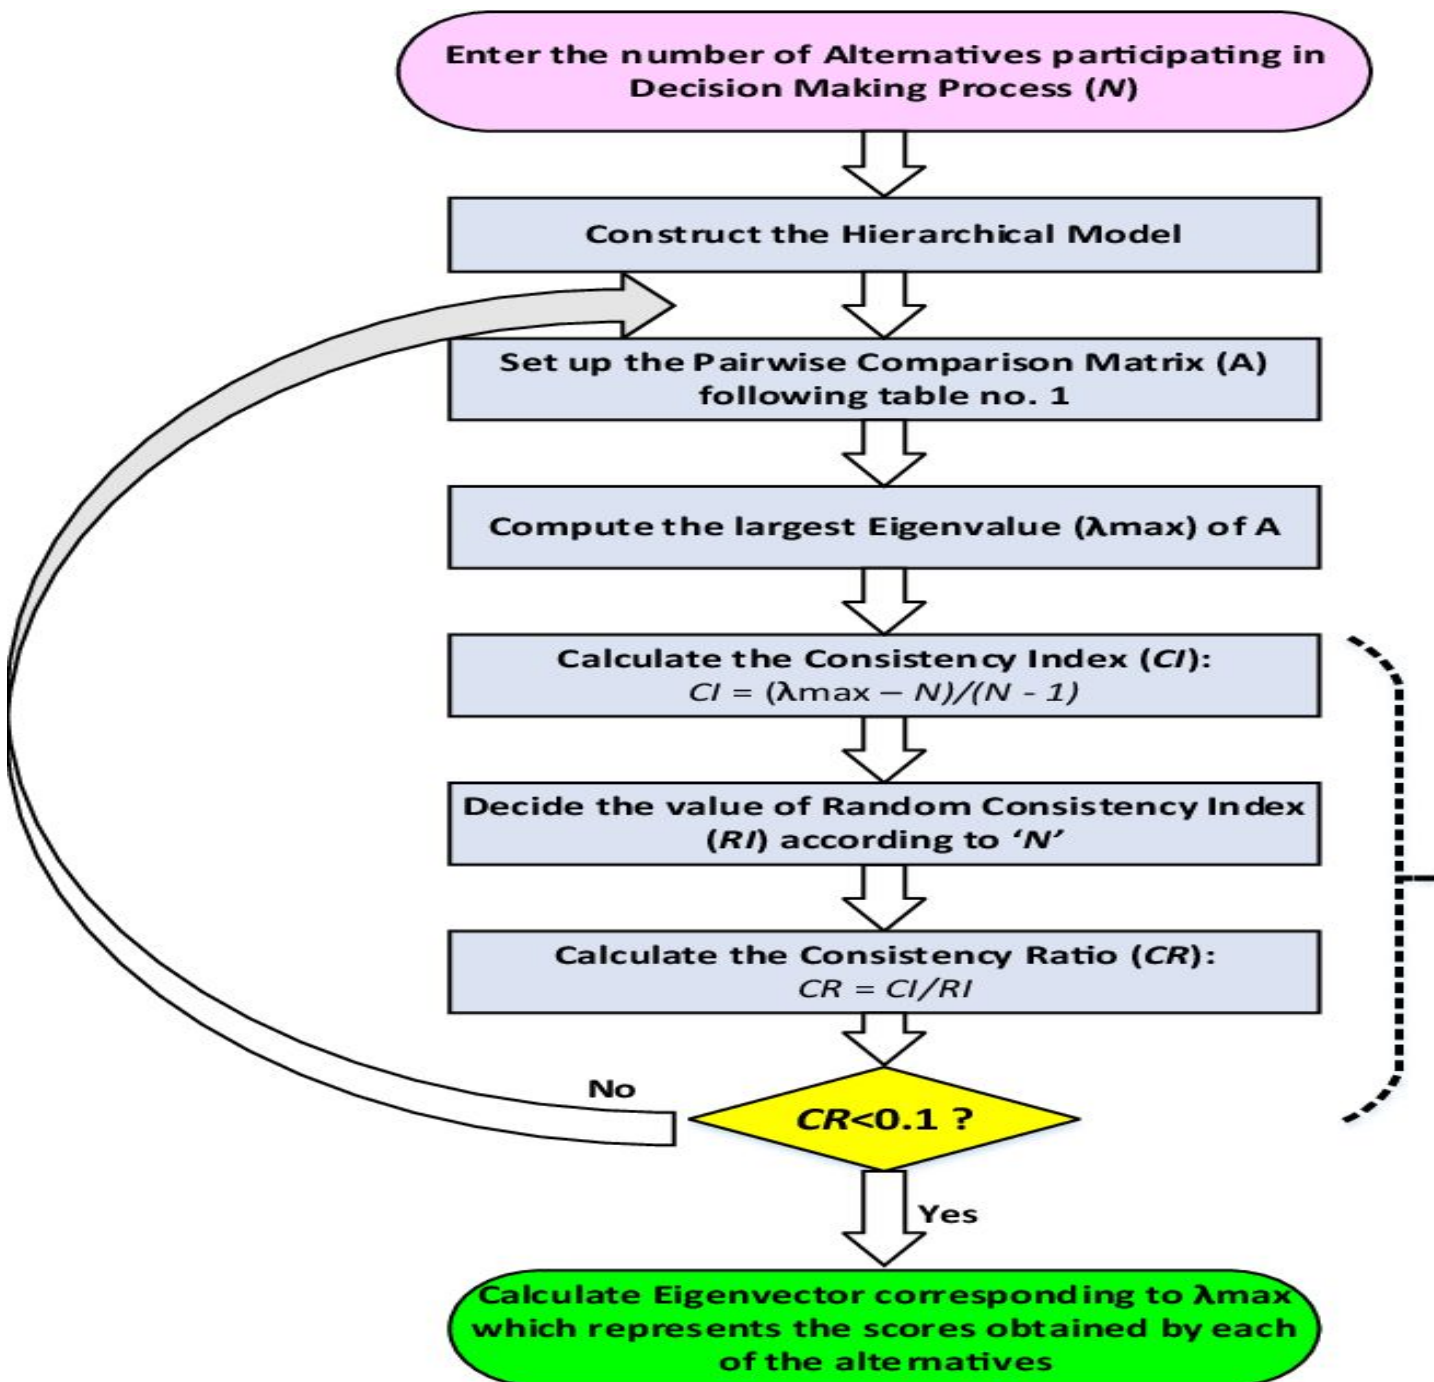 Enter the number of Alternatives participating in
Decision Making Process (N)
Construct the Hierarchical Model
Set up the Pairwise Comparison Matrix (A)
following table no. 1
Compute the largest Eigenvalue (λmax) of A
Calculate the Consistency Index (CI):
CI = (λmax – N)/(N - 1)
Decide the value of Random Consistency Index
(RI) according to ‘N’
Calculate the Consistency Ratio (CR):
CR = CI/RI
No
CR<0.1 ?
Yes
Calculate Eigenvector corresponding to λmax
which represents the scores obtained by each
of the alternatives